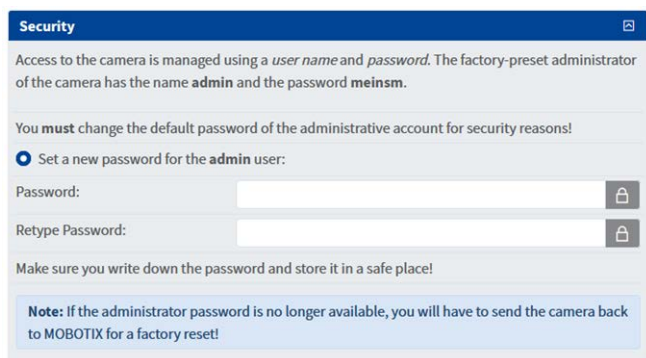 Security
Access to the camera is managed using a user name and password. The factory-preset administrator
of the camera has the name admin and the password meinsm.
You must change the default password of the administrative account for security reasons!
Set a new password for the admin user:
Password:
Retype Password:
Make sure you write down the password and store it in a safe place!
Note: If the administrator password is no longer available, you will have to send the camera back
to MOBOTIX for a factory reset!